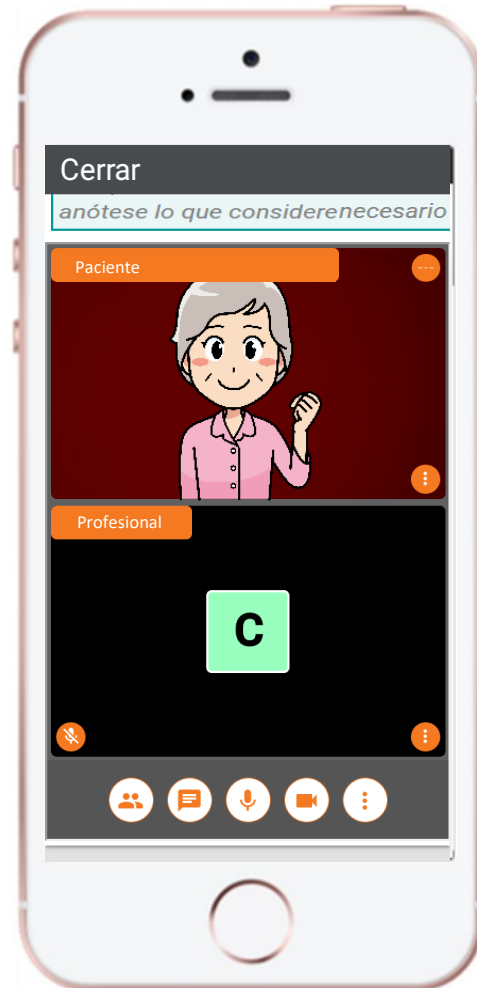 Cerrar
anótese lo que considerenecesario
Paciente
---
Profesional
C